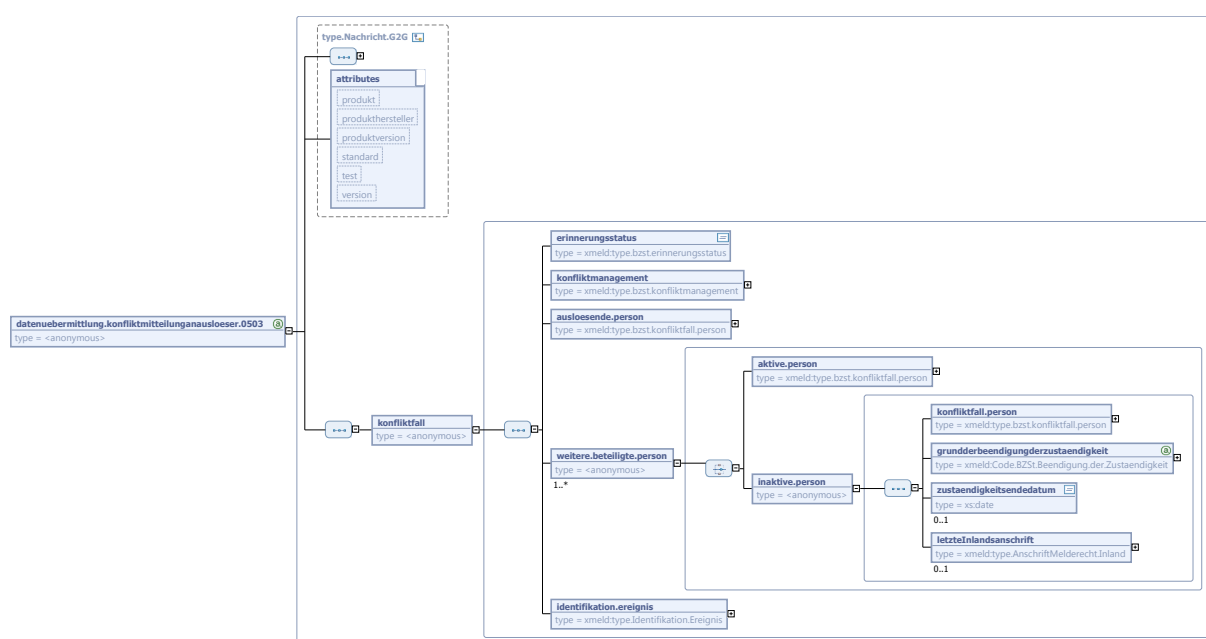 type.Nachricht.G2G
attributes
produkt
produkthersteller
produktversion
standard
test
version
datenuebermittlung.konfliktmitteilunganausloeser.0503
type = <anonymous>
konfliktfall
type = <anonymous>
erinnerungsstatus
type = xmeld:type.bzst.erinnerungsstatus
konfliktmanagement
type = xmeld:type.bzst.konfliktmanagement
ausloesende.person
type = xmeld:type.bzst.konfliktfall.person
weitere.beteiligte.person
type = <anonymous>
1..*
aktive.person
type = xmeld:type.bzst.konfliktfall.person
inaktive.person
type = <anonymous>
konfliktfall.person
type = xmeld:type.bzst.konfliktfall.person
grundderbeendigungderzustaendigkeit
type = xmeld:Code.BZSt.Beendigung.der.Zustaendigkeit
zustaendigkeitsendedatum
type = xs:date
0..1
letzteInlandsanschrift
type = xmeld:type.AnschriftMelderecht.Inland
0..1
identifikation.ereignis
type = xmeld:type.Identifikation.Ereignis